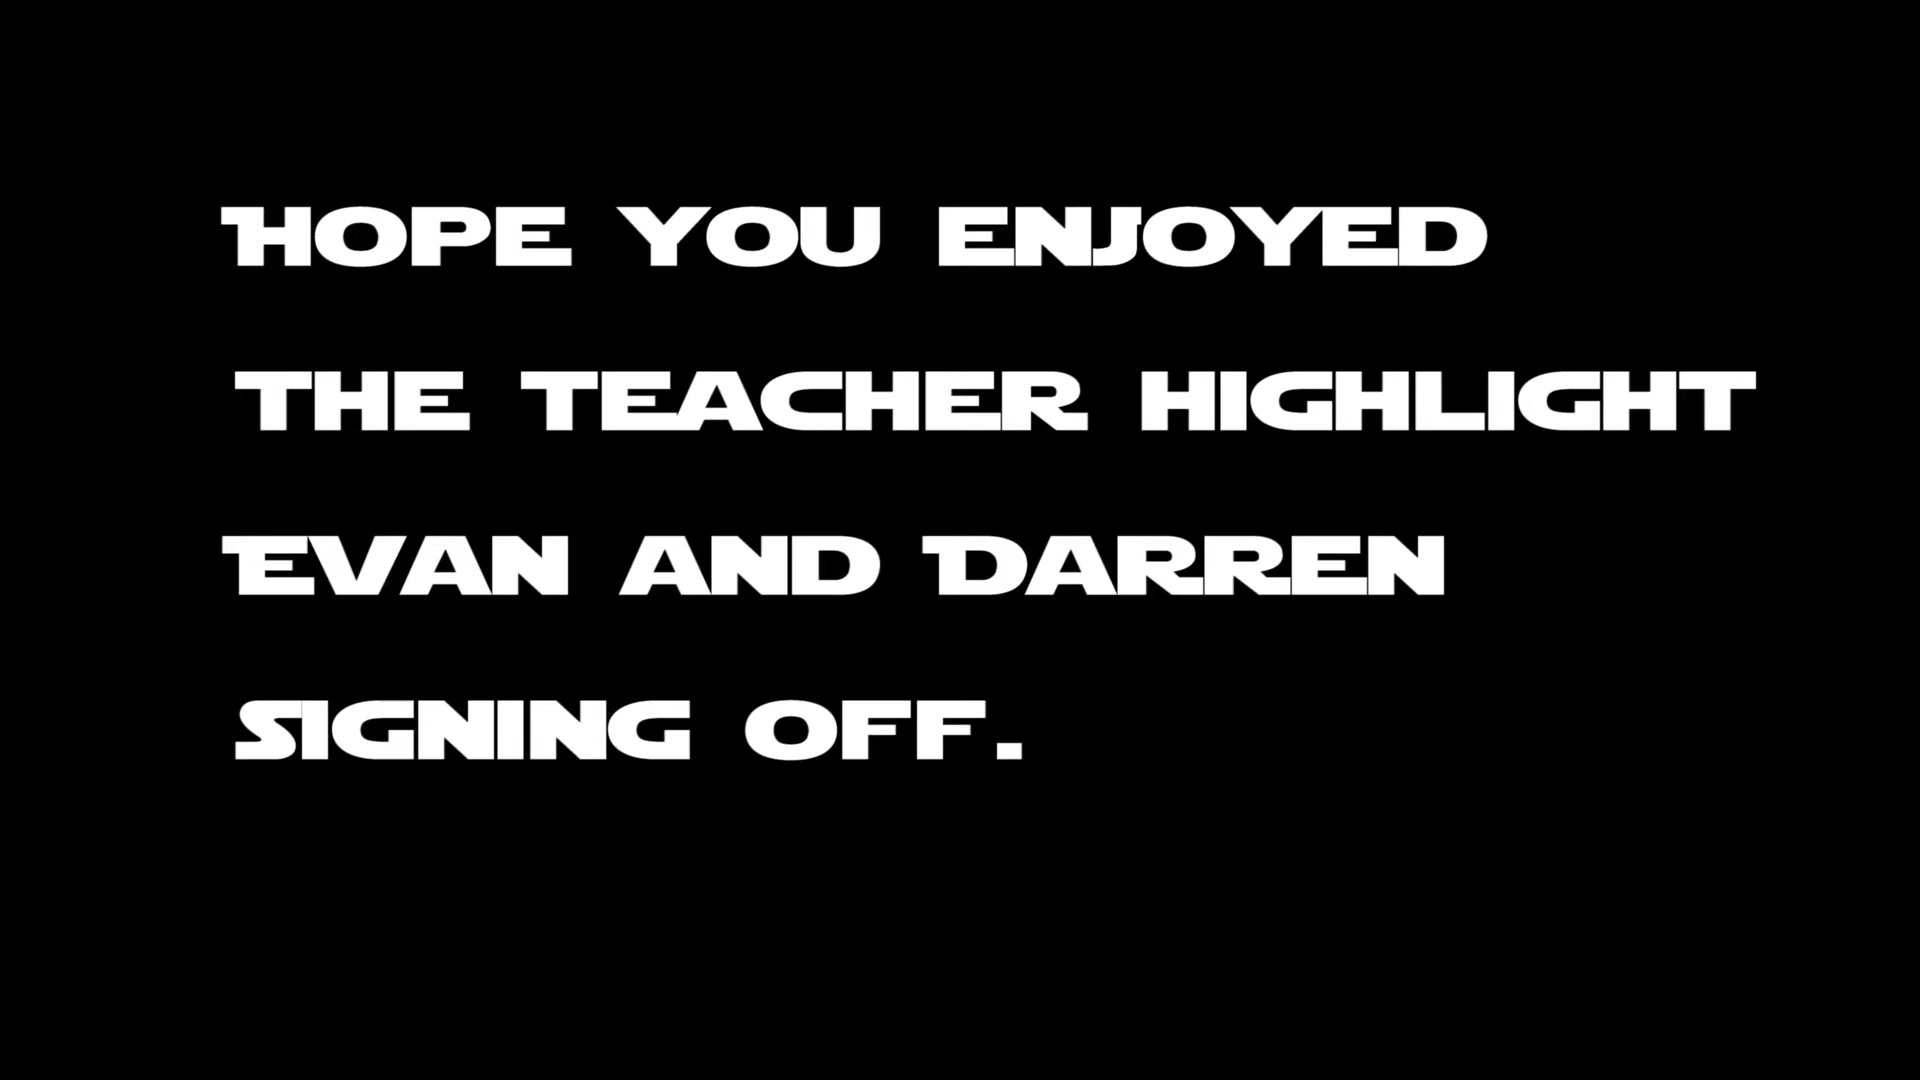 Hope you enjoyed
the teacher highlight
Evan and Darren
signing off.